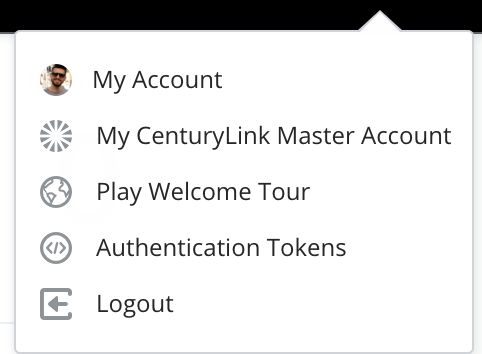 My Account
My CenturyLink Master Account
Play Welcome Tour
Authentication Tokens
Logout